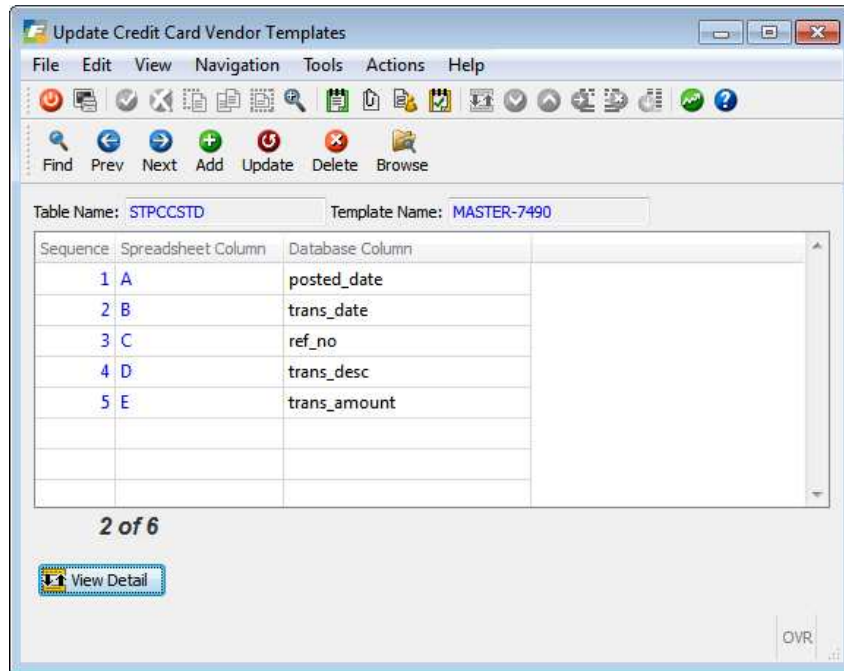 Update Credit Card Vendor Templates
File Edit View Navigation Tools Actions Help
Find Prev Next Add Update Delete Browse
Table Name: STPCCSTD Template Name: MASTER-7490
Sequence Spreadsheet Column Database Column
1 A posted_date
2 B trans_date
3 C ref_no
4 D trans_desc
5 E trans_amount
2 of 6
View Detail
OVR